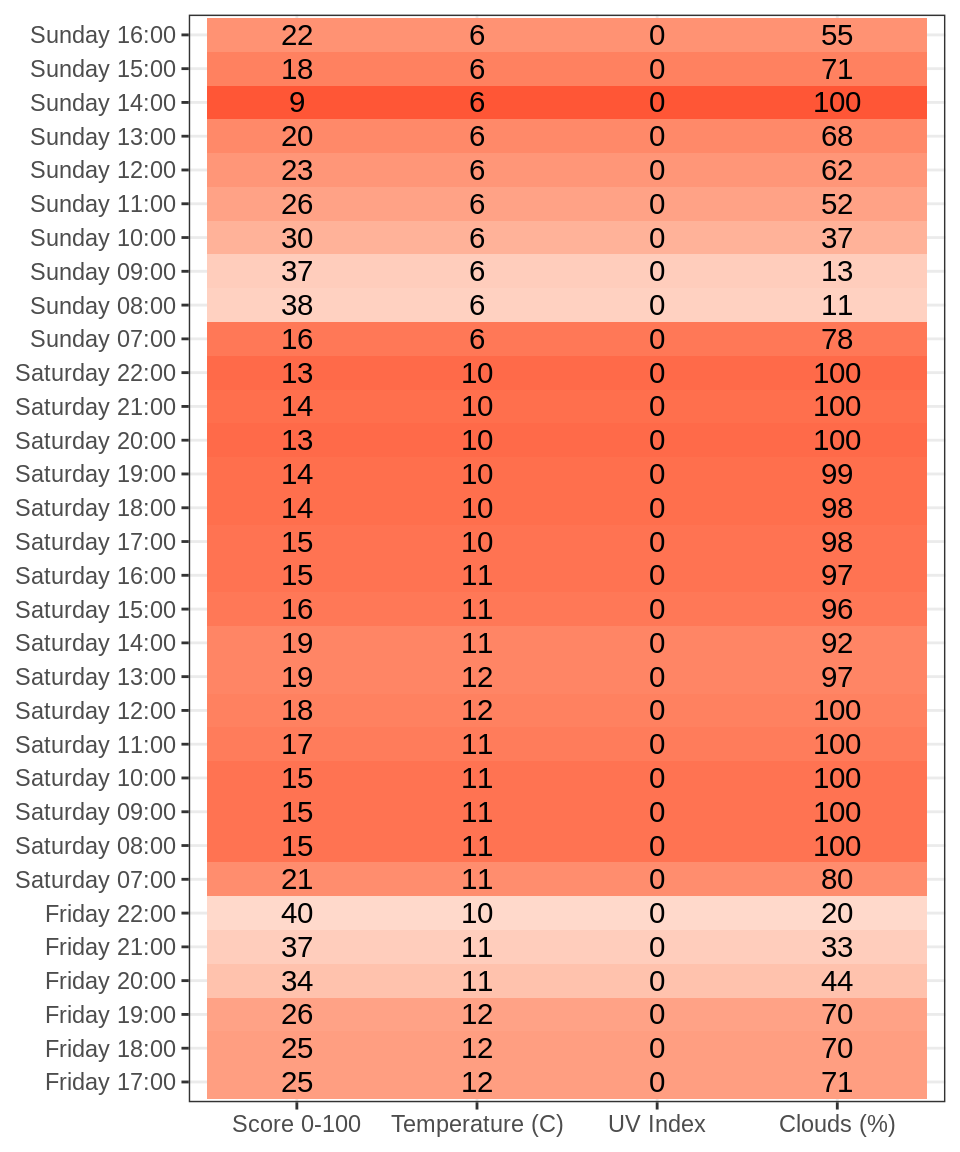 Sunday 16:00 22 6 0 55
Sunday 15:00 18 6 0 71
Sunday 14:00 9 6 0 100
Sunday 13:00 20 6 0 68
Sunday 12:00 23 6 0 62
Sunday 11:00 26 6 0 52
Sunday 10:00 30 6 0 37
Sunday 09:00 37 6 0 13
Sunday 08:00 38 6 0 11
Sunday 07:00 16 6 0 78
Saturday 22:00 13 10 0 100
Saturday 21:00 14 10 0 100
Saturday 20:00 13 10 0 100
Saturday 19:00 14 10 0 99
Saturday 18:00 14 10 0 98
Saturday 17:00 15 10 0 98
Saturday 16:00 15 11 0 97
Saturday 15:00 16 11 0 96
Saturday 14:00 19 11 0 92
Saturday 13:00 19 12 0 97
Saturday 12:00 18 12 0 100
Saturday 11:00 17 11 0 100
Saturday 10:00 15 11 0 100
Saturday 09:00 15 11 0 100
Saturday 08:00 15 11 0 100
Saturday 07:00 21 11 0 80
Friday 22:00 40 10 0 20
Friday 21:00 37 11 0 33
Friday 20:00 34 11 0 44
Friday 19:00 26 12 0 70
Friday 18:00 25 12 0 70
Friday 17:00 25 12 0 71
Score 0-100 Temperature (C) UV Index Clouds (%)